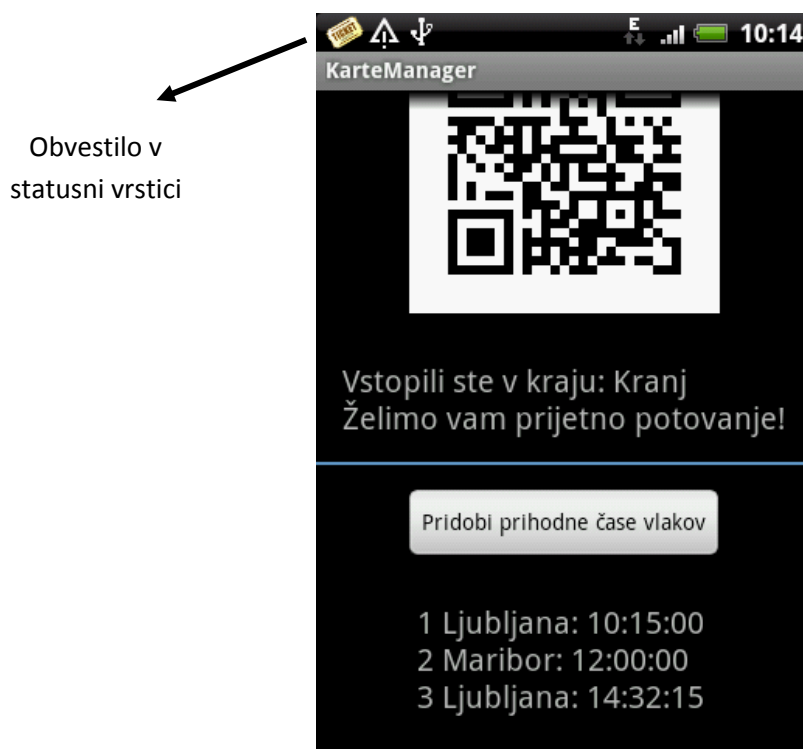 TICKET
E
10:14
KarteManager
Obvestilo v
statusni vrstici
Vstopili ste v kraju: Kranj
Želimo vam prijetno potovanje!
Pridobi prihodne čase vlakov
1 Ljubljana: 10:15:00
2 Maribor: 12:00:00
3 Ljubljana: 14:32:15